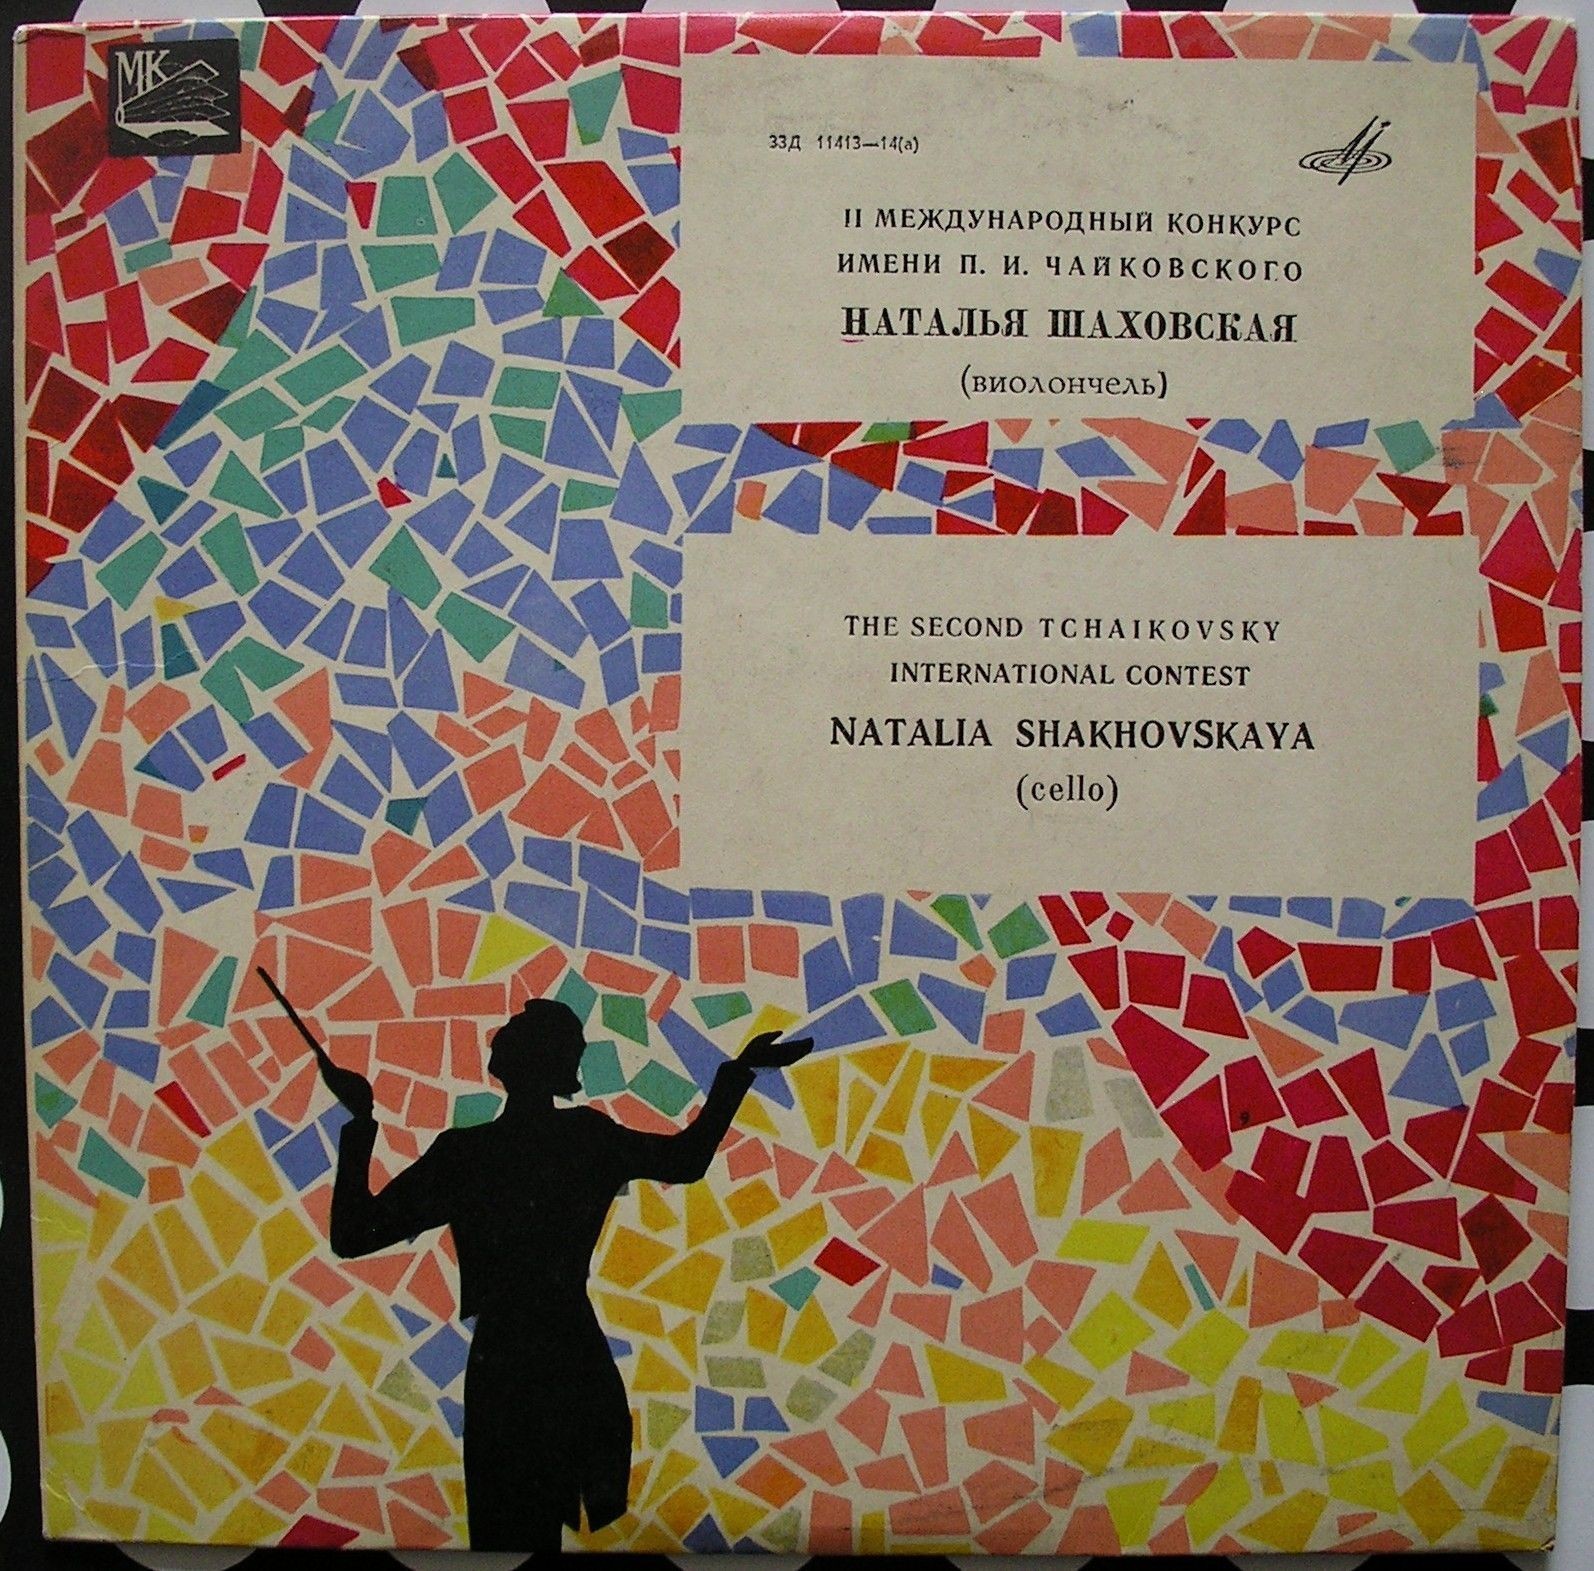 МК
33Д 11413—14(а)
II МЕЖДУНАРОДНЫЙ КОНКУРС
ИМЕНИ П. И. ЧАЙКОВСКОГО
НАТАЛЬЯ ШАХОВСКАЯ
(виолончель)
THE SECOND TCHAIKOVSKY
INTERNATIONAL CONTEST
NATALIA SHAKHOVSKAYA
(cello)